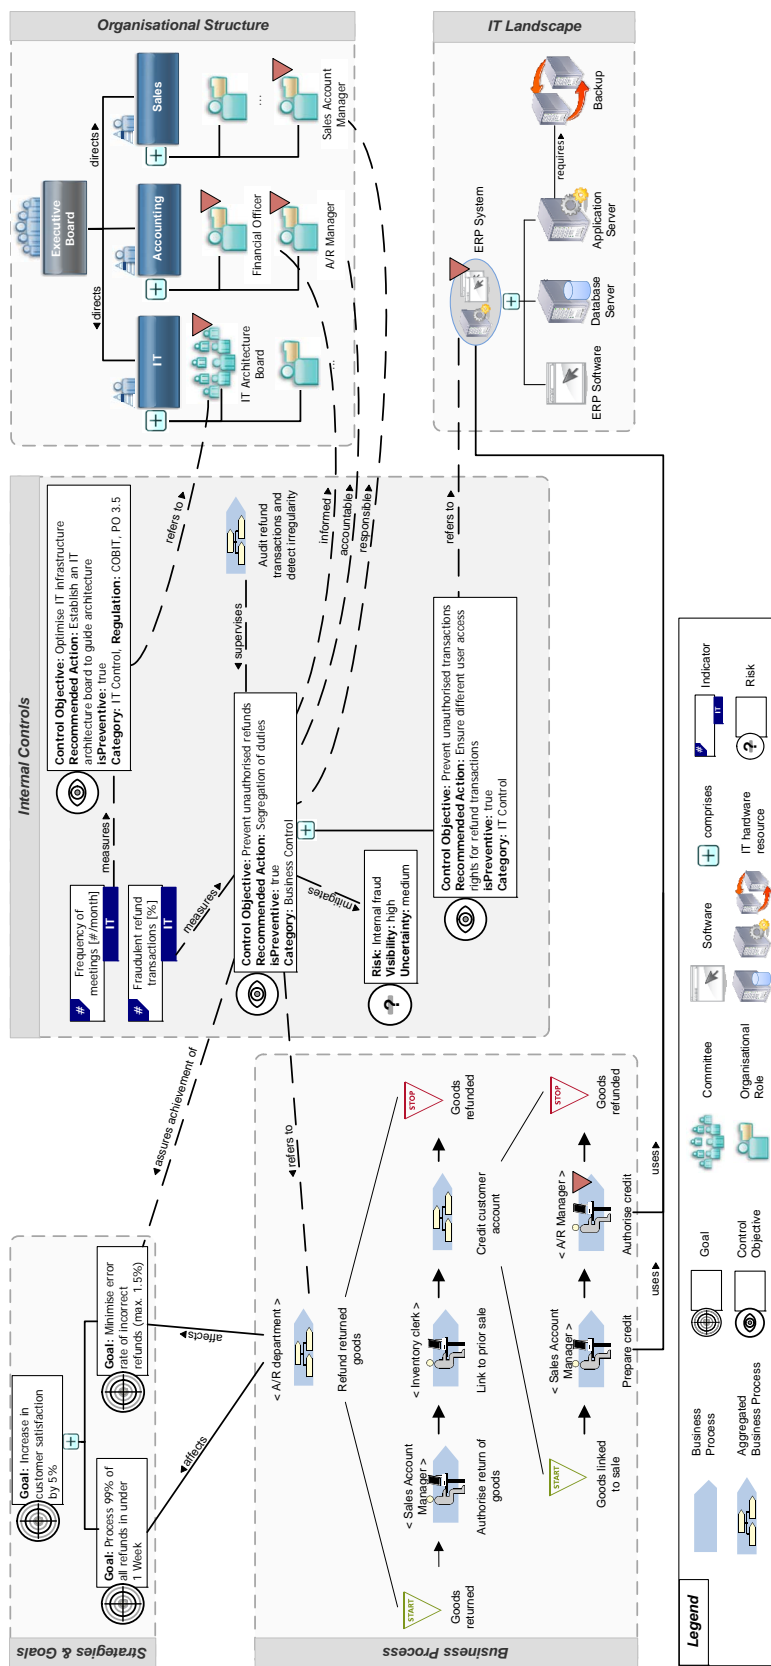 Strategies & Goals
Goal: Increase in
customer satisfaction
by 5%
Goal: Process 99% of
all refunds in under
1 Week
Goal: Minimise error
rate of incorrect
refunds (max. 1.5%)
affects
affects
assures achievement of
Internal Controls
#
Frequency of
meetings [#/month]
IT
measures
Control Objective: Optimise IT infrastructure
Recommended Action: Establish an IT
architecture board to guide architecture
isPreventive: true
Category: IT Control, Regulation: COBIT, PO 3.5
refers to
#
Fraudulent refund
transactions [%]
IT
measures
Control Objective: Prevent unauthorised refunds
Recommended Action: Segregation of duties
isPreventive: true
Category: Business Control
supervises
Audit refund
transactions and
detect irregularity
informed
accountable
responsible
mitigates
Risk: Internal fraud
Visibility: high
Uncertainty: medium
Control Objective: Prevent unauthorised transactions
Recommended Action: Ensure different user access
rights for refund transactions
isPreventive: true
Category: IT Control
refers to
refers to
Organisational Structure
Executive
Board
directs
directs
IT
Accounting
Sales
IT Architecture
Board
...
Financial Officer
A/R Manager
...
Sales Account
Manager
IT Landscape
ERP System
ERP Software
Database
Server
Application
Server
requires
Backup
Business Process
< A/R department >
Refund returned
goods
START
Goods
returned
< Sales Account
Manager >
Authorise return of
goods
< Inventory clerk >
Link to prior sale
Credit customer
account
STOP
Goods
refunded
START
Goods linked
to sale
< Sales Account
Manager >
Prepare credit
< A/R Manager >
Authorise credit
STOP
Goods
refunded
uses
uses
Legend
Business
Process
Goal
Committee
Software
comprises
#
IT
Indicator
Aggregated
Business Process
Control
Objective
Organisational
Role
IT hardware
resource
Risk